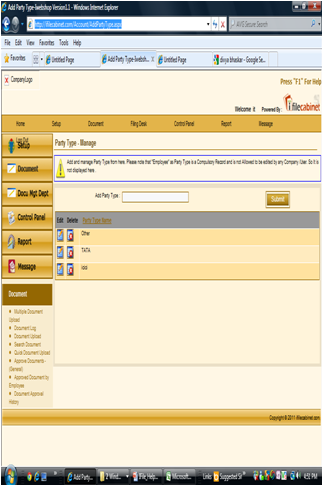 Add Party Type-Iwebshop Version1.1 - Windows Internet Explorer
http://ifilecabinet.com/Account/AddPartyType.aspx
AVG Secure Search
File Edit View Favorites Tools Help
Favorites
Untitled Page
Add Party Type-Iwebsh...
Untitled Page
divya bhaskar - Google Se...
CompanyLogo
Press "F1" For Help
Welcome it Powered By :
ifilecabinet
Home Setup Document Filing Desk Control Panel Report Message
Log Out
Setup
Document
Docu Mgt Dept
Control Panel
Report
Message
Party Type - Manage
Add and manage Party Type from here. Please note that "Employee" as Party Type is a Compulsory Record and is not Allowed to be edited by any Company User. So it is
not displayed here.
Add Party Type :
Submit
Edit Delete Party Type Name
Other
TATA
Document
Multiple Document
Upload
Document Log
Document Upload
Search Document
Quick Document Upload
Approve Documents -
(General)
Approved Document by
Employee
Document Approval
History
Copyright © 2011 ifilecabinet.com
Add Party...
2 Wind...
iFile_Help...
Microsoft...
Links
Suggested Sit
4:51 PM